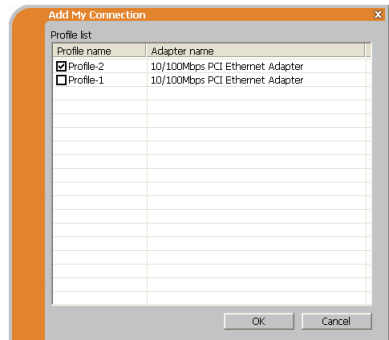 Add My Connection
Profile list
Profile name Adapter name
Profile-2 10/100Mbps PCI Ethernet Adapter
Profile-1 10/100Mbps PCI Ethernet Adapter
OK Cancel